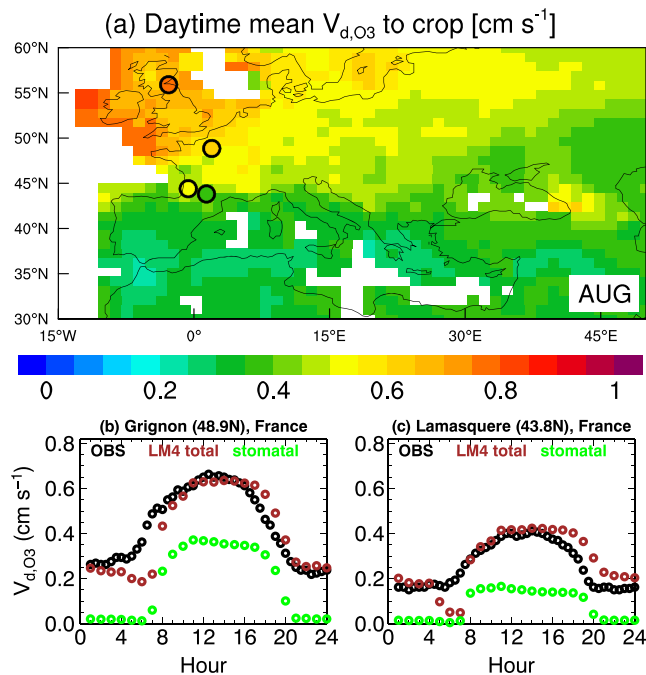 (a) Daytime mean V_d,O3 to crop [cm s⁻¹]
60°N
55°N
50°N
45°N
40°N
35°N
30°N
AUG
15°W 0° 15°E 30°E 45°E
0 0.2 0.4 0.6 0.8 1
(b) Grignon (48.9N), France
(c) Lamasquere (43.8N), France
OBS LM4 total stomatal
OBS LM4 total stomatal
V_d,O3 (cm s⁻¹)
0.8
0.6
0.4
0.2
0.0
0.8
0.6
0.4
0.2
0.0
0 4 8 12 16 20 24
0 4 8 12 16 20 24
Hour
Hour